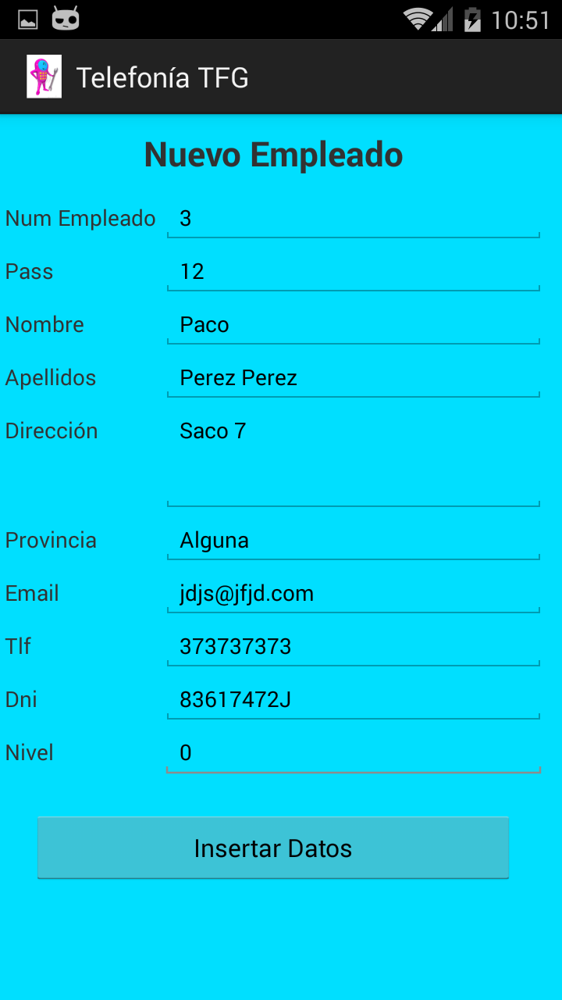 10:51
Telefonía TFG
Nuevo Empleado
Num Empleado 3
Pass 12
Nombre Paco
Apellidos Perez Perez
Dirección Saco 7
Provincia Alguna
Email jdjs@jfjd.com
Tlf 373737373
Dni 83617472J
Nivel 0
Insertar Datos